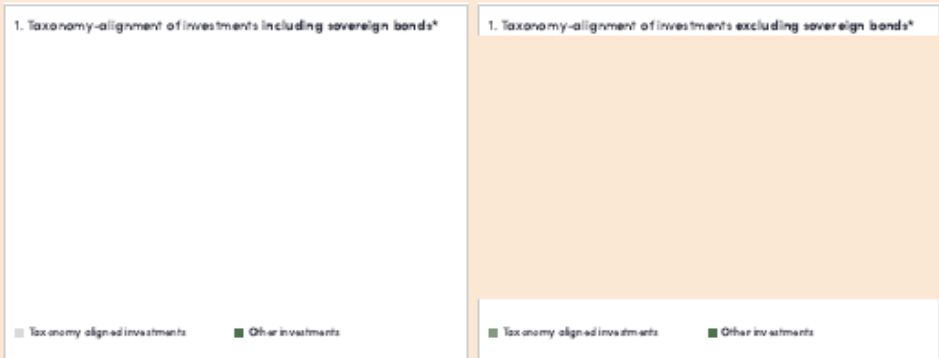 1. Taxonomy-alignment of investments including sovereign bonds*
Taxonomy aligned investments
Other investments
1. Taxonomy-alignment of investments excluding sovereign bonds*
Taxonomy aligned investments
Other investments